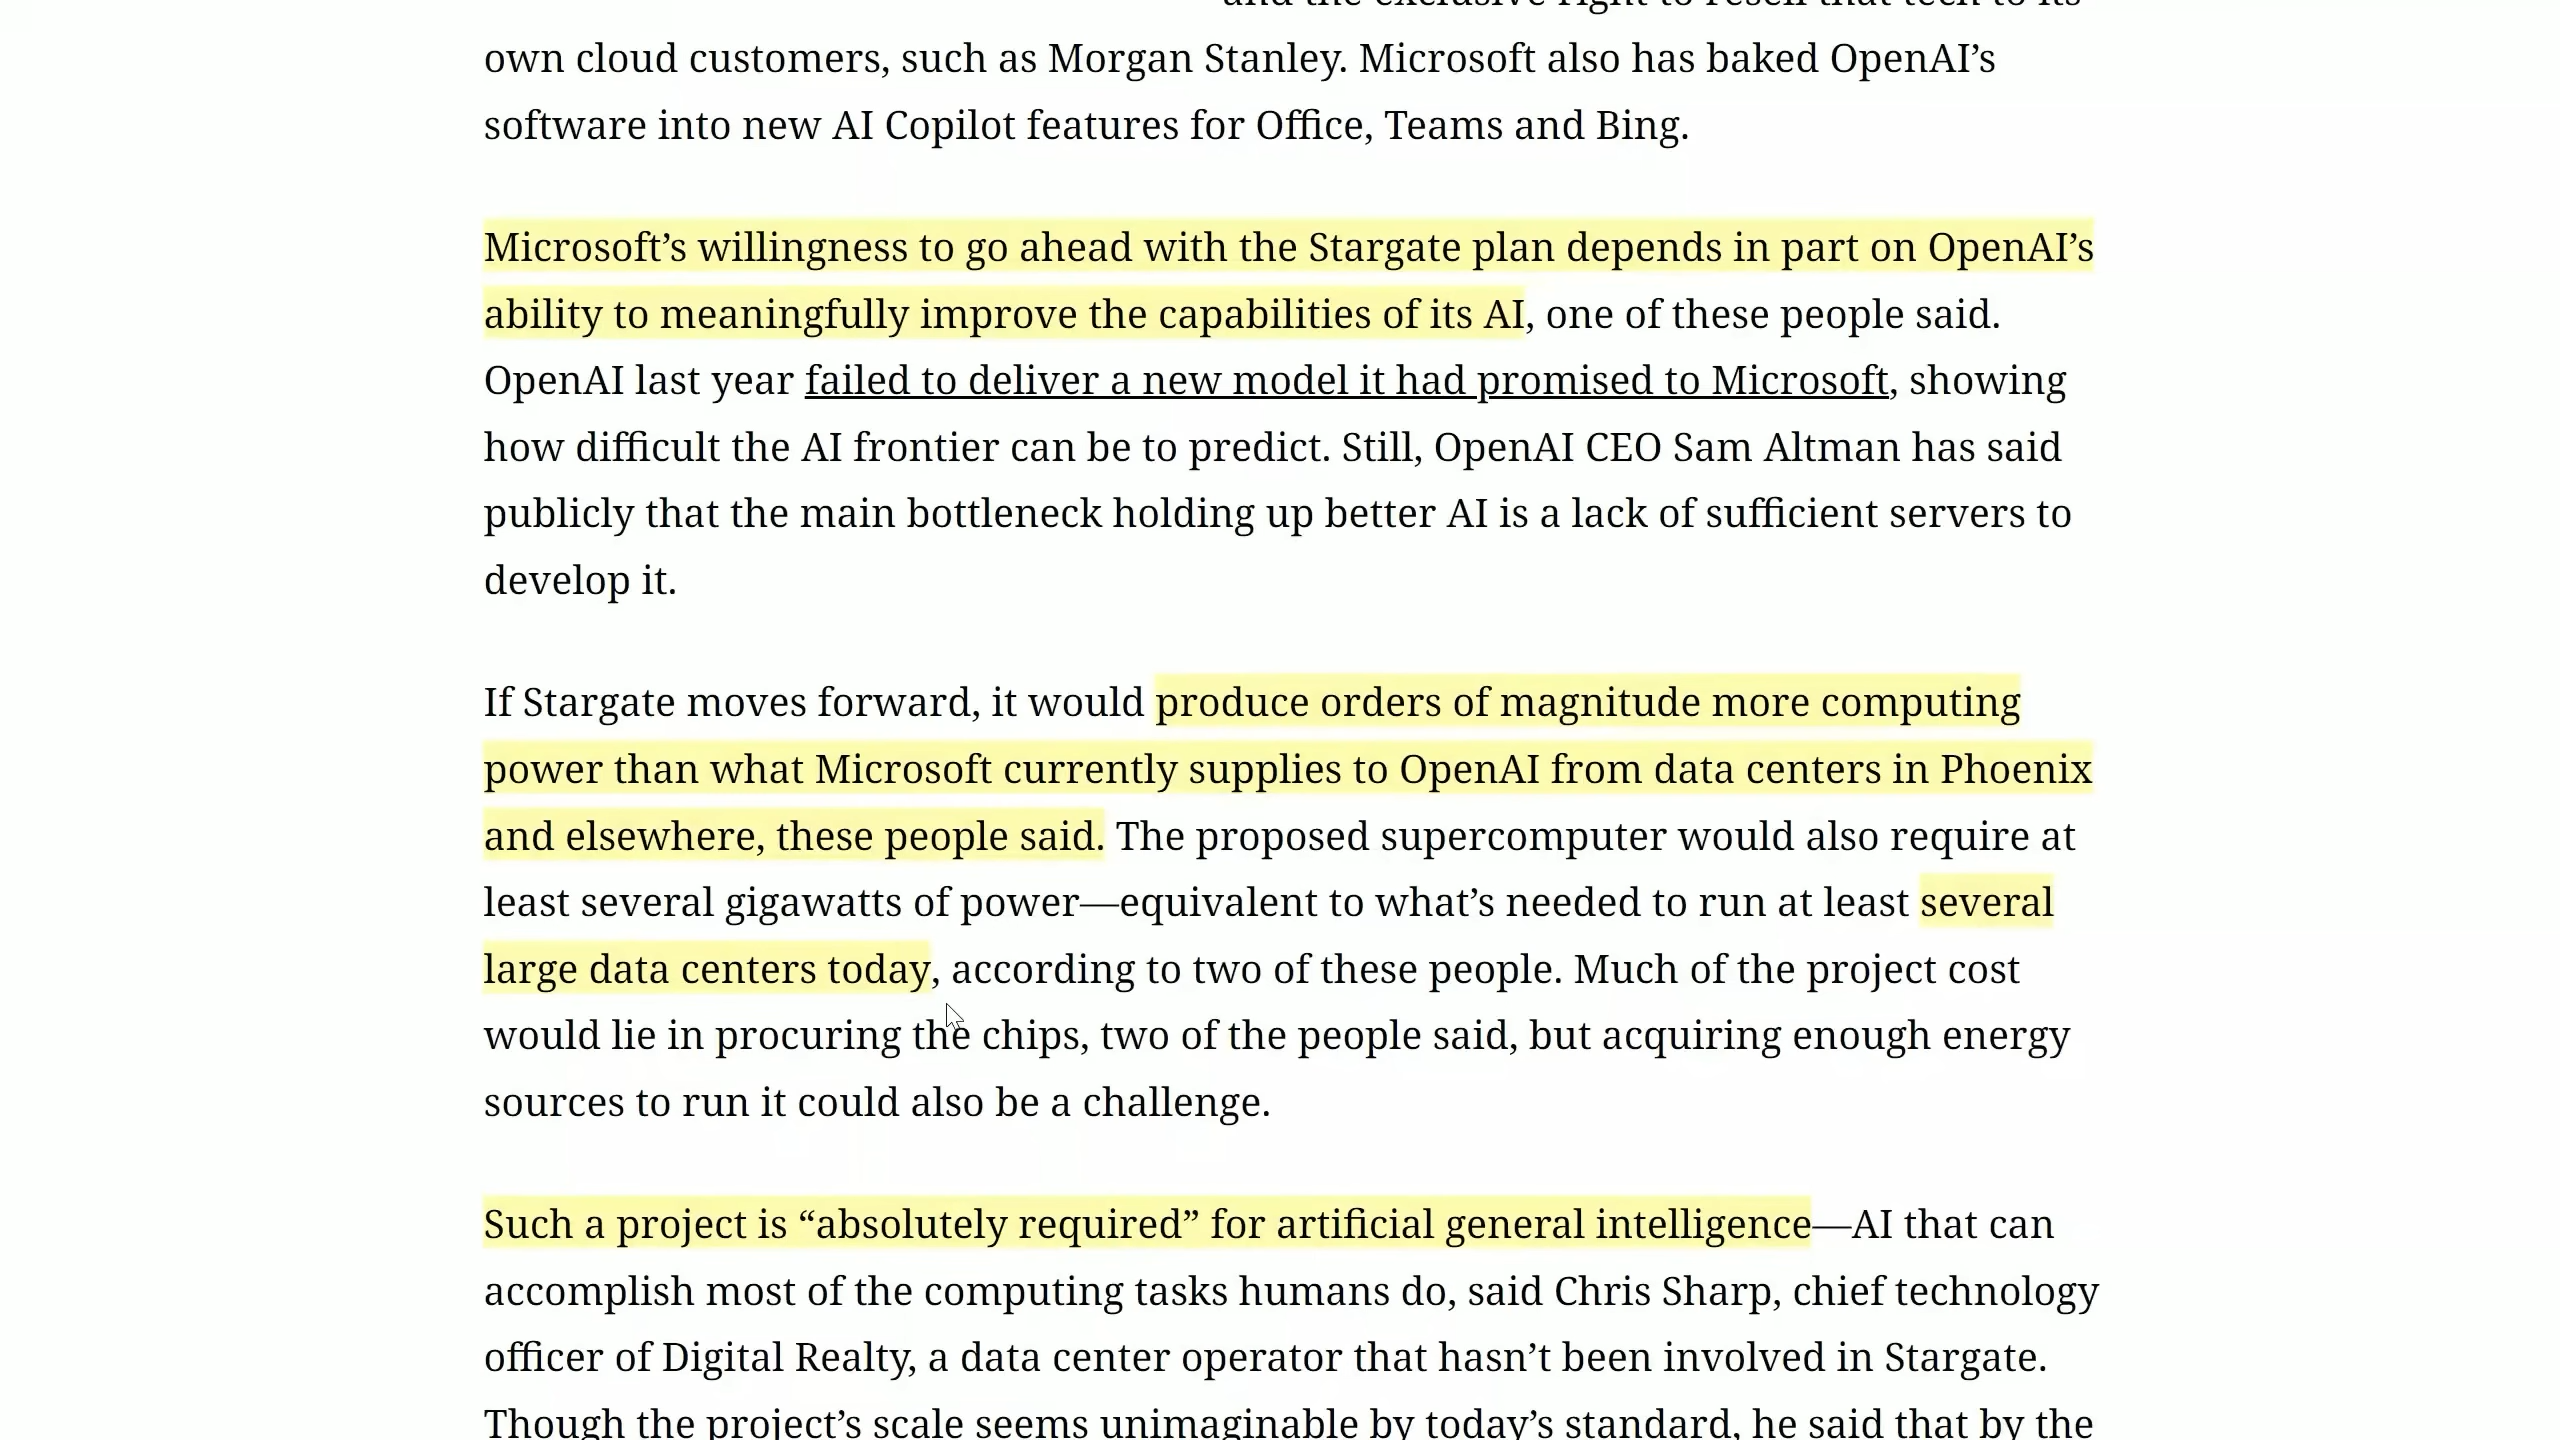 and the exclusive right to resell that tech to its
own cloud customers, such as Morgan Stanley. Microsoft also has baked OpenAI’s
software into new AI Copilot features for Office, Teams and Bing.
Microsoft’s willingness to go ahead with the Stargate plan depends in part on OpenAI’s
ability to meaningfully improve the capabilities of its AI, one of these people said.
OpenAI last year failed to deliver a new model it had promised to Microsoft, showing
how difficult the AI frontier can be to predict. Still, OpenAI CEO Sam Altman has said
publicly that the main bottleneck holding up better AI is a lack of sufficient servers to
develop it.
If Stargate moves forward, it would produce orders of magnitude more computing
power than what Microsoft currently supplies to OpenAI from data centers in Phoenix
and elsewhere, these people said. The proposed supercomputer would also require at
least several gigawatts of power—equivalent to what’s needed to run at least several
large data centers today, according to two of these people. Much of the project cost
would lie in procuring the chips, two of the people said, but acquiring enough energy
sources to run it could also be a challenge.
Such a project is “absolutely required” for artificial general intelligence—AI that can
accomplish most of the computing tasks humans do, said Chris Sharp, chief technology
officer of Digital Realty, a data center operator that hasn’t been involved in Stargate.
Though the project’s scale seems unimaginable by today’s standard, he said that by the